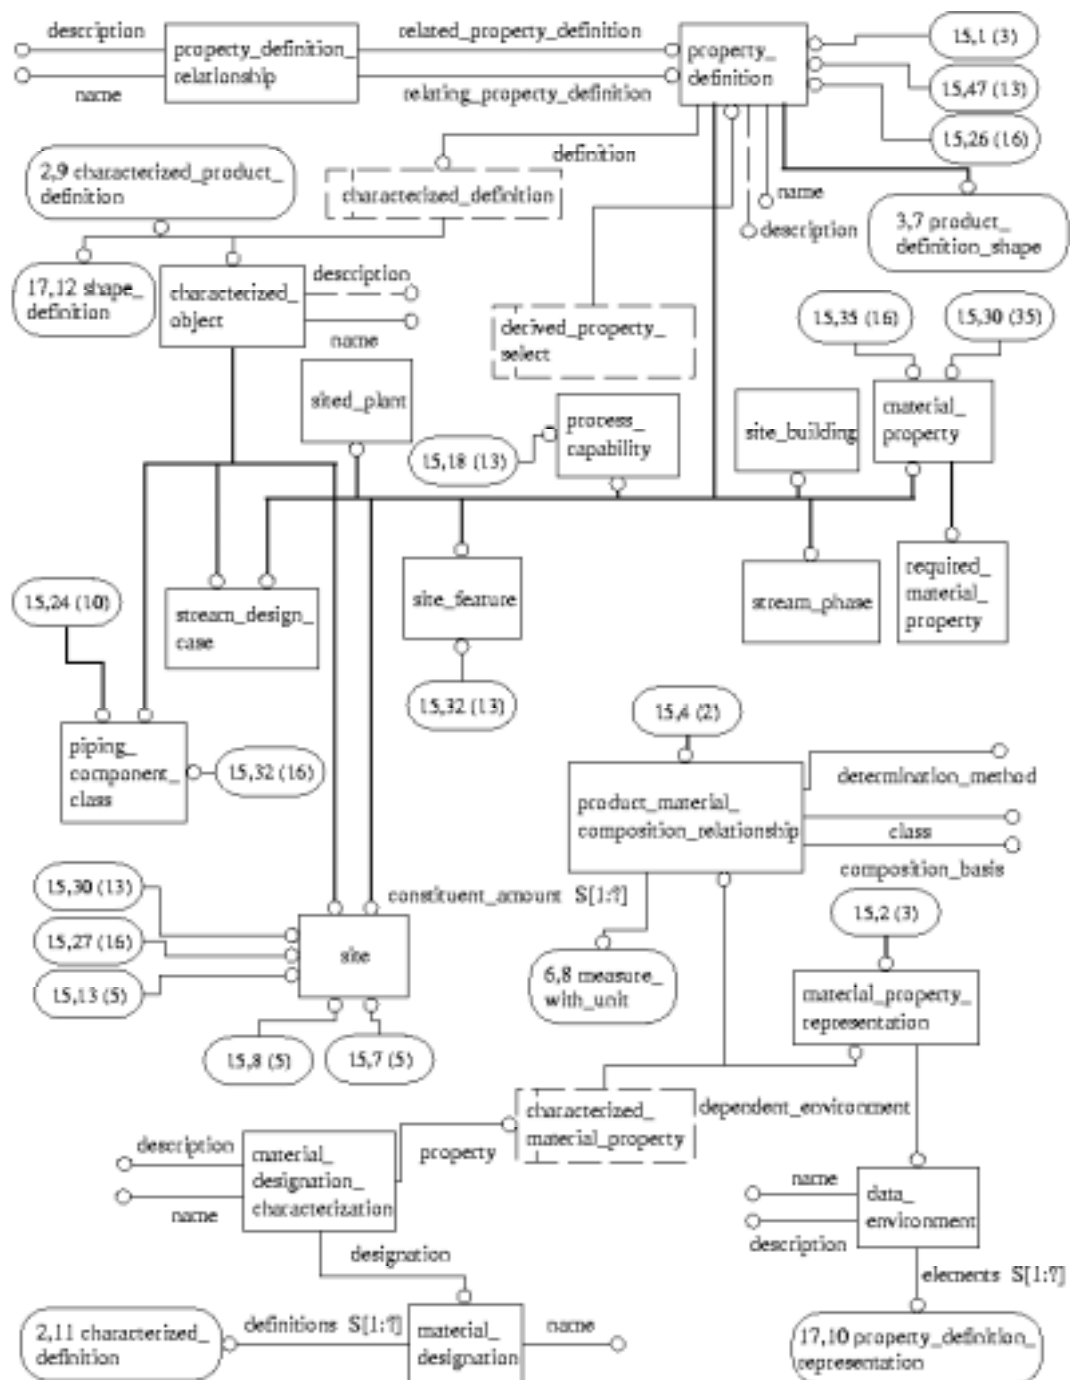 description
property_definition_
relationship
name
related_property_definition
relating_property_definition
property_
definition
15,1 (3)
15,47 (13)
15,26 (16)
definition
name
description
3,7 product_
definition_shape
2,9 characterized_product_
definition
characterized_definition
17,12 shape_
definition
characterized_
object
description
name
derived_property_
select
15,35 (16)
15,30 (35)
sited_plant
process_
capability
15,18 (13)
site_building
material_
property
15,24 (10)
stream_design_
case
site_feature
stream_phase
required_
material_
property
15,32 (13)
15,4 (2)
piping_
component_
class
15,32 (16)
product_material_
composition_relationship
determination_method
class
composition_basis
15,30 (13)
15,27 (16)
15,13 (5)
constituent_amount S[1:?]
site
15,2 (3)
6,8 measure_
with_unit
material_property_
representation
15,8 (5)
15,7 (5)
characterized_
material_property
dependent_environment
description
name
material_
designation_
characterization
property
name
description
data_
environment
designation
elements S[1:?]
2,11 characterized_
definition
definitions S[1:?]
material_
designation
name
17,10 property_definition_
representation